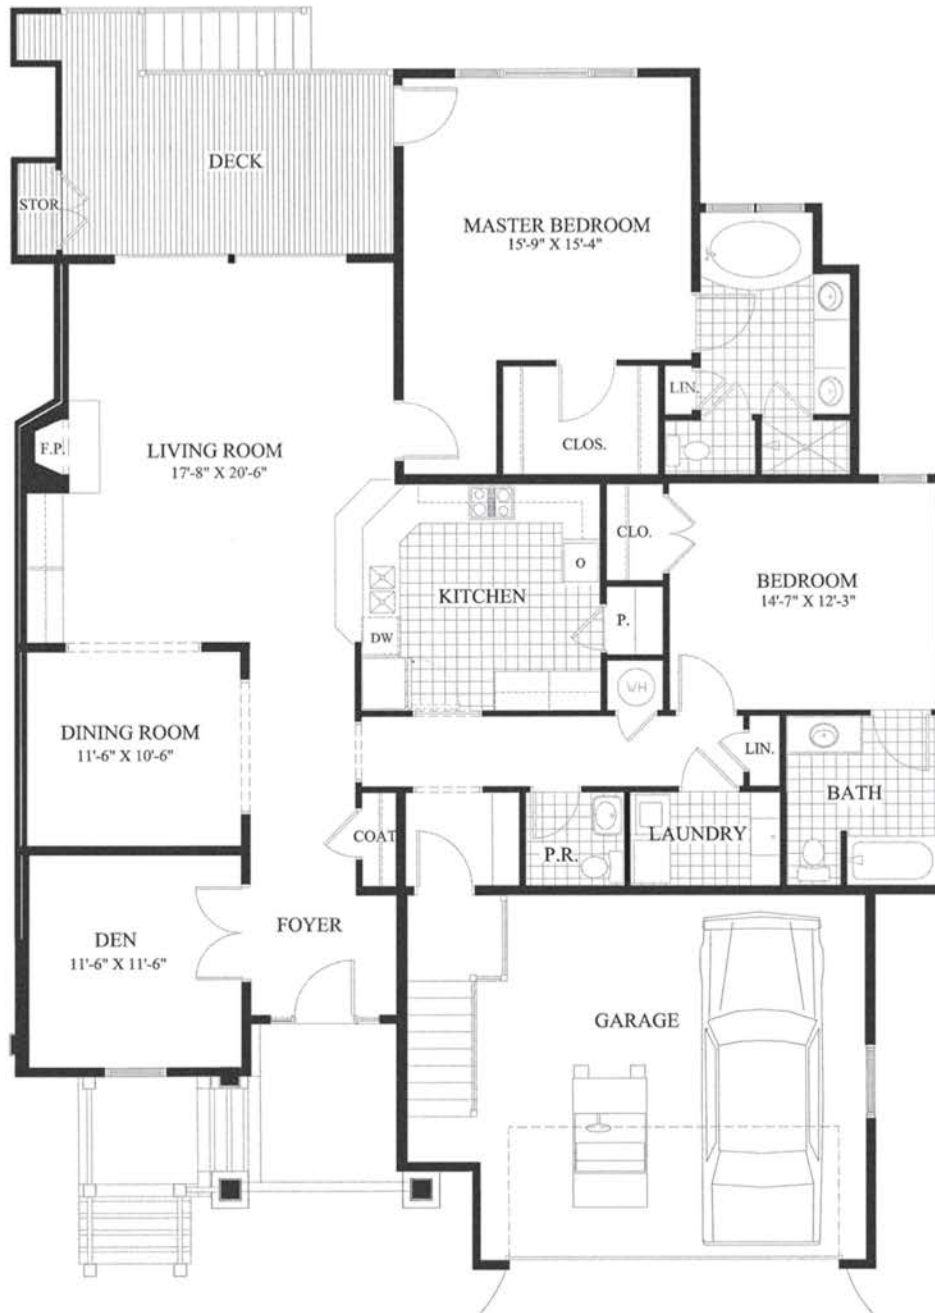 DECK
STOR.
MASTER BEDROOM
15'-9" X 15'-4"
LIN.
F.P.
LIVING ROOM
17'-8" X 20'-6"
CLOS.
CLO.
O
KITCHEN
BEDROOM
14'-7" X 12'-3"
P.
DW
WH
DINING ROOM
11'-6" X 10'-6"
LIN.
BATH
COAT
P.R.
LAUNDRY
FOYER
DEN
11'-6" X 11'-6"
GARAGE